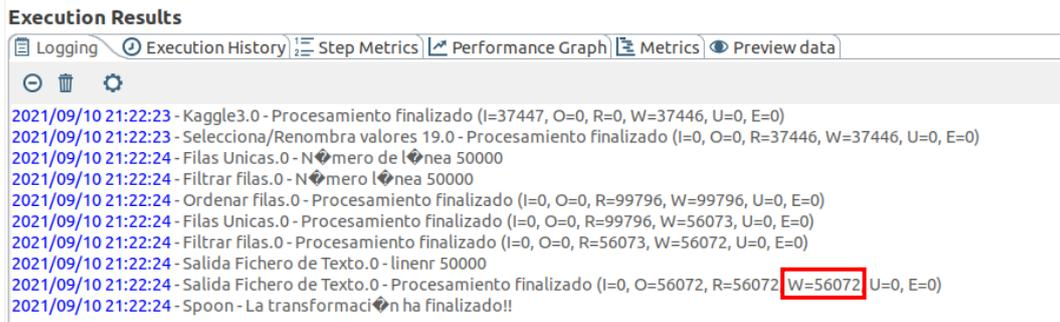 Execution Results
Logging Execution History Step Metrics Performance Graph Metrics Preview data
2021/09/10 21:22:23 - Kaggle3.0 - Procesamiento finalizado (I=37447, O=0, R=0, W=37446, U=0, E=0)
2021/09/10 21:22:23 - Selecciona/Renombra valores 19.0 - Procesamiento finalizado (I=0, O=0, R=37446, W=37446, U=0, E=0)
2021/09/10 21:22:24 - Filas Unicas.0 - N�mero de l�nea 50000
2021/09/10 21:22:24 - Filtrar filas.0 - N�mero l�nea 50000
2021/09/10 21:22:24 - Ordenar filas.0 - Procesamiento finalizado (I=0, O=0, R=99796, W=99796, U=0, E=0)
2021/09/10 21:22:24 - Filas Unicas.0 - Procesamiento finalizado (I=0, O=0, R=99796, W=56073, U=0, E=0)
2021/09/10 21:22:24 - Filtrar filas.0 - Procesamiento finalizado (I=0, O=0, R=56073, W=56072, U=0, E=0)
2021/09/10 21:22:24 - Salida Fichero de Texto.0 - linenr 50000
2021/09/10 21:22:24 - Salida Fichero de Texto.0 - Procesamiento finalizado (I=0, O=56072, R=56072, W=56072, U=0, E=0)
2021/09/10 21:22:24 - Spoon - La transformaci�n ha finalizado!!